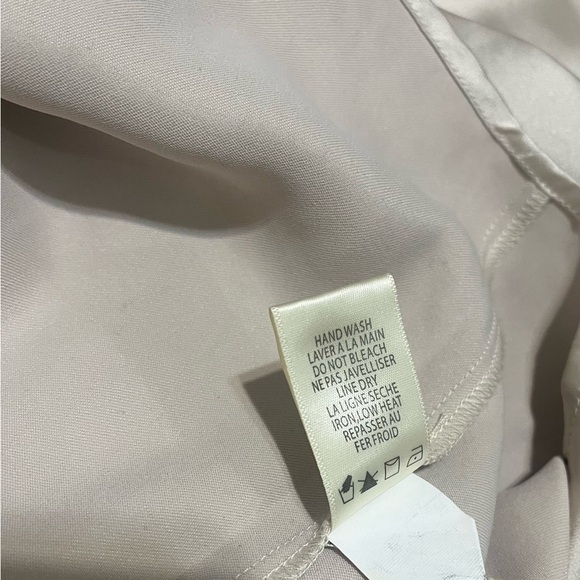 HAND WASH
LAVER A LA MAIN
DO NOT BLEACH
NE PAS JAVELLISER
LINE DRY
LA LIGNE SECHE
IRON,LOW HEAT
REPASSER AU
FER FROID